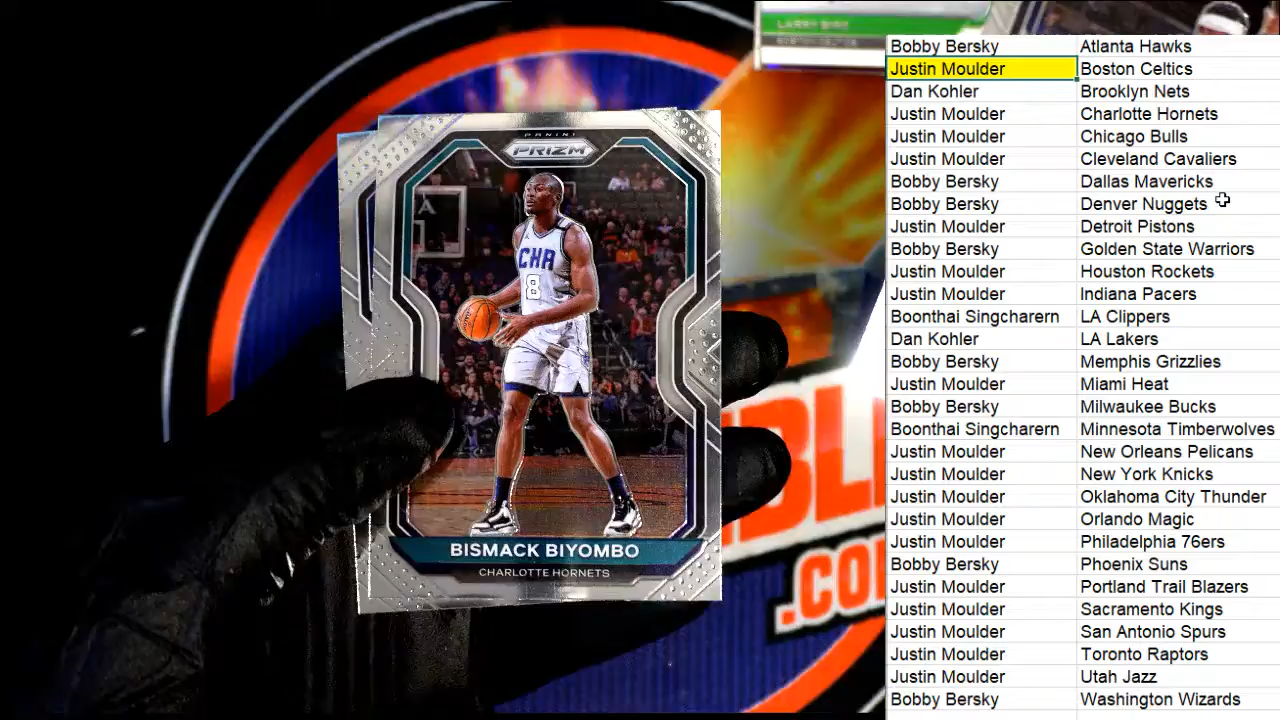 LARRY BIRD
Bobby Bersky Atlanta Hawks
Justin Moulder Boston Celtics
Dan Kohler Brooklyn Nets
Justin Moulder Charlotte Hornets
Justin Moulder Chicago Bulls
Justin Moulder Cleveland Cavaliers
Bobby Bersky Dallas Mavericks
Bobby Bersky Denver Nuggets
Justin Moulder Detroit Pistons
Bobby Bersky Golden State Warriors
Justin Moulder Houston Rockets
Justin Moulder Indiana Pacers
Boonthai Singcharern LA Clippers
Dan Kohler LA Lakers
Bobby Bersky Memphis Grizzlies
Justin Moulder Miami Heat
Bobby Bersky Milwaukee Bucks
Boonthai Singcharern Minnesota Timberwolves
Justin Moulder New Orleans Pelicans
Justin Moulder New York Knicks
Justin Moulder Oklahoma City Thunder
Justin Moulder Orlando Magic
Justin Moulder Philadelphia 76ers
Bobby Bersky Phoenix Suns
Justin Moulder Portland Trail Blazers
Justin Moulder Sacramento Kings
Justin Moulder San Antonio Spurs
Justin Moulder Toronto Raptors
Justin Moulder Utah Jazz
Bobby Bersky Washington Wizards
PANINI
PRIZM
CHA
8
BISMACK BIYOMBO
CHARLOTTE HORNETS